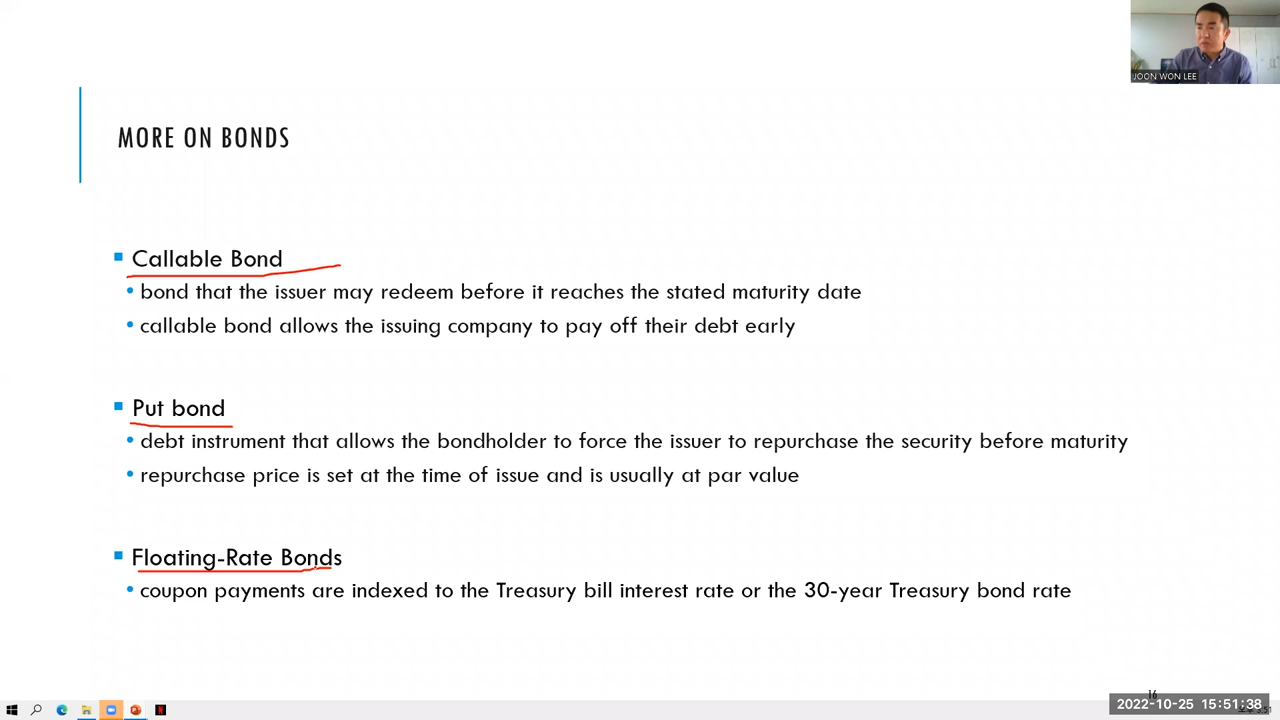 JOON WON LEE
MORE ON BONDS
Callable Bond
bond that the issuer may redeem before it reaches the stated maturity date
callable bond allows the issuing company to pay off their debt early
Put bond
debt instrument that allows the bondholder to force the issuer to repurchase the security before maturity
repurchase price is set at the time of issue and is usually at par value
Floating-Rate Bonds
coupon payments are indexed to the Treasury bill interest rate or the 30-year Treasury bond rate
16
2022-10-25 15:51:38